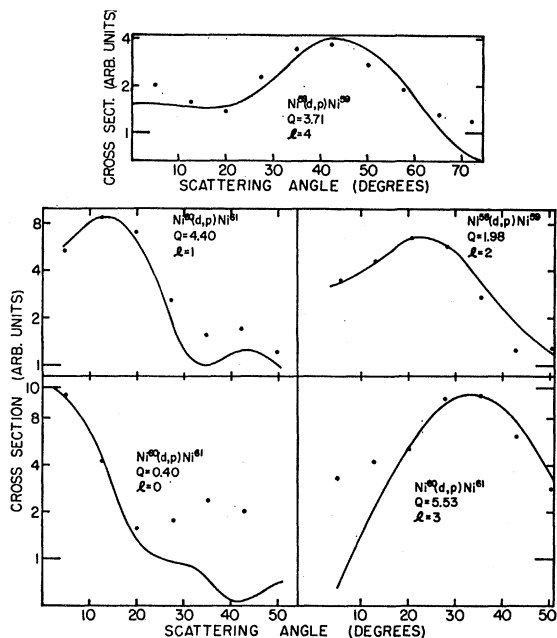 CROSS SECT. (ARB. UNITS)
4
2
1
Ni⁵⁸(d,p)Ni⁵⁹
Q=3.71
ℓ=4
10 20 30 40 50 60 70
SCATTERING ANGLE (DEGREES)
CROSS SECTION (ARB. UNITS)
8
4
2
1
Ni⁶⁰(d,p)Ni⁶¹
Q=4.40
ℓ=1
Ni⁵⁸(d,p)Ni⁵⁹
Q=1.98
ℓ=2
10
8
4
2
1
Ni⁶⁰(d,p)Ni⁶¹
Q=0.40
ℓ=0
Ni⁶⁰(d,p)Ni⁶¹
Q=5.53
ℓ=3
0 10 20 30 40 50 10 20 30 40 50
SCATTERING ANGLE (DEGREES)